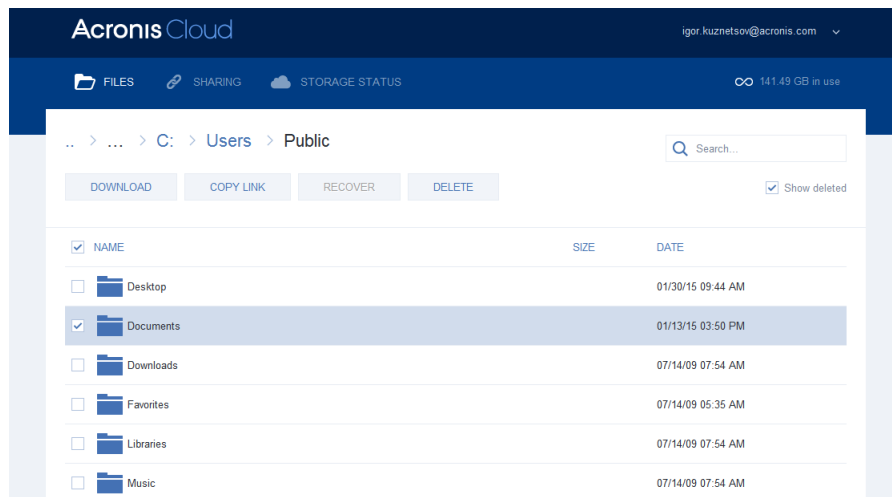 Acronis Cloud igor.kuznetsov@acronis.com
FILES SHARING STORAGE STATUS 141.49 GB in use
.. > ... > C: > Users > Public Search...
DOWNLOAD COPY LINK RECOVER DELETE Show deleted
NAME SIZE DATE
Desktop 01/30/15 09:44 AM
Documents 01/13/15 03:50 PM
Downloads 07/14/09 07:54 AM
Favorites 07/14/09 05:35 AM
Libraries 07/14/09 07:54 AM
Music 07/14/09 07:54 AM